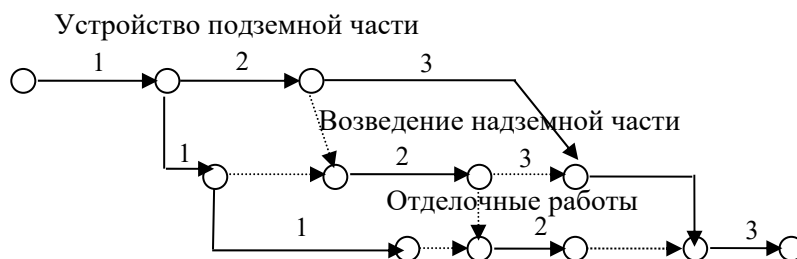 Устройство подземной части
1 2 3
Возведение надземной части
1 2 3
Отделочные работы
1 2 3